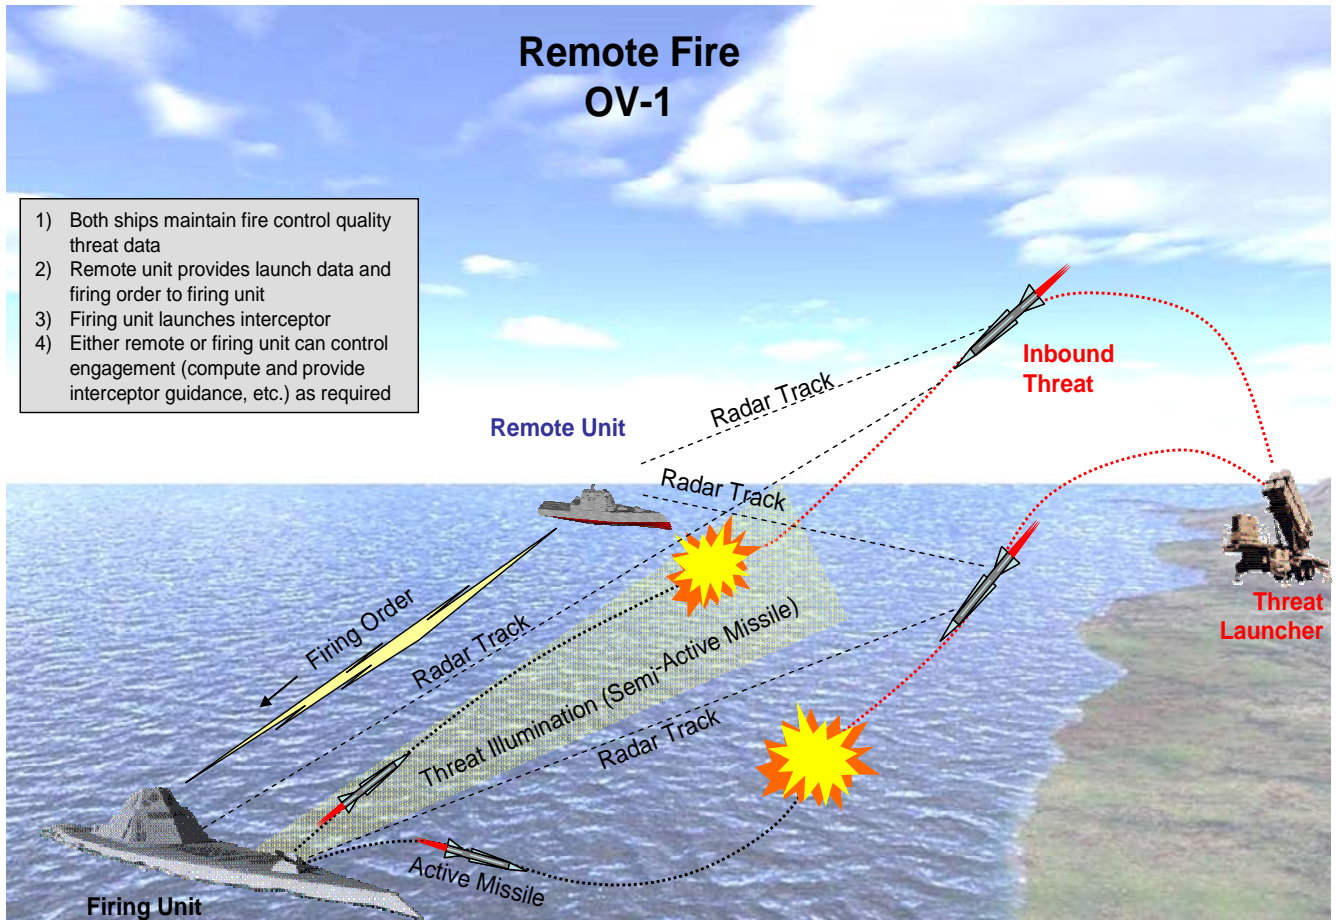 Remote Fire
OV-1
1) Both ships maintain fire control quality
threat data
2) Remote unit provides launch data and
firing order to firing unit
3) Firing unit launches interceptor
4) Either remote or firing unit can control
engagement (compute and provide
interceptor guidance, etc.) as required
Inbound
Threat
Radar Track
Remote Unit
Radar Track
Threat
Launcher
Firing Order
Radar Track
Threat Illumination (Semi-Active Missile)
Radar Track
Active Missile
Firing Unit